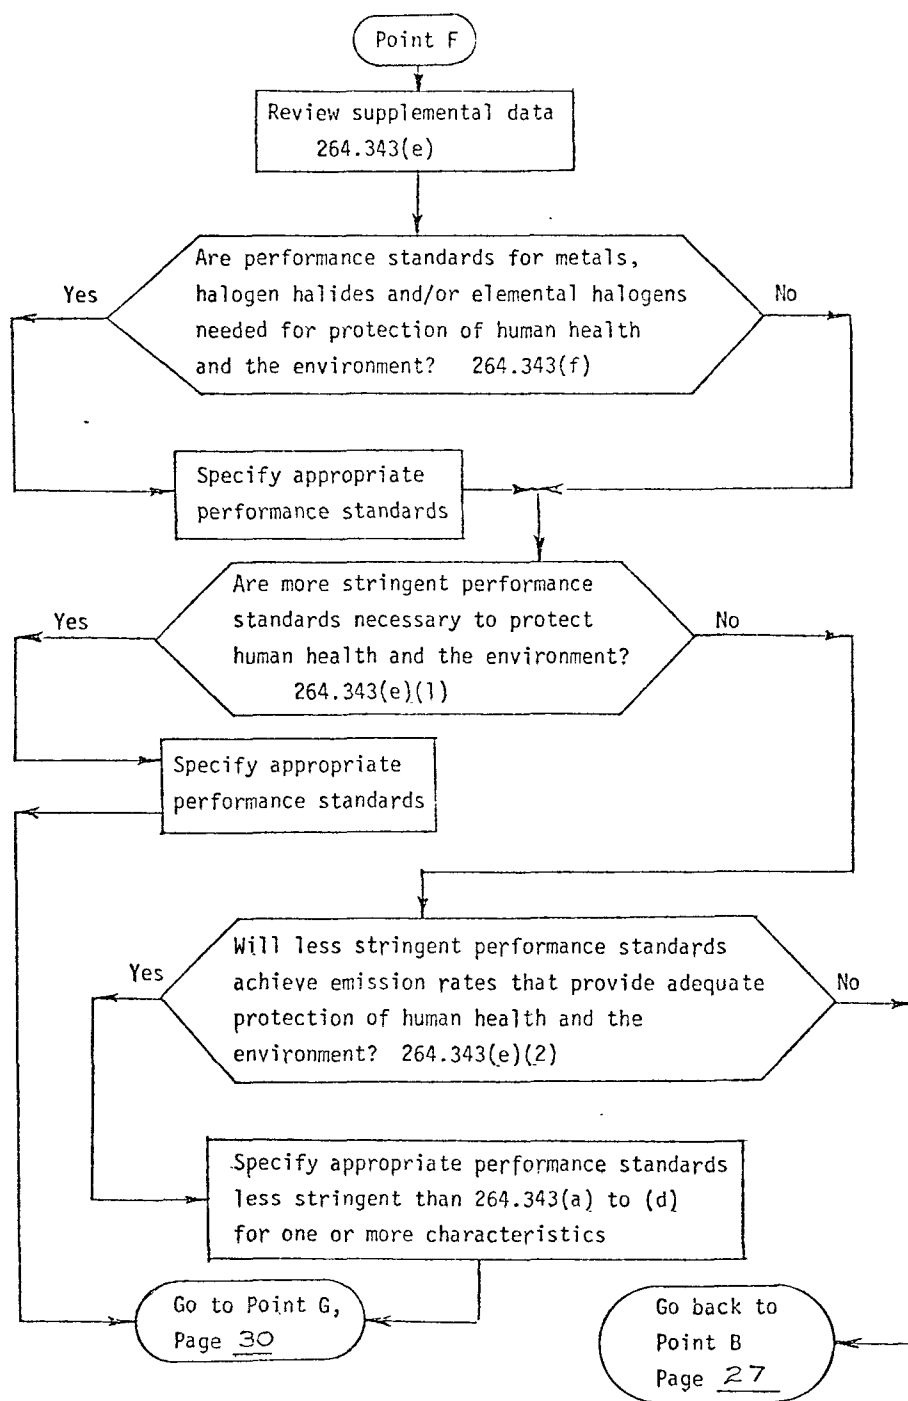 Point F
Review supplemental data
264.343(e)
Are performance standards for metals,
halogen halides and/or elemental halogens
needed for protection of human health
and the environment? 264.343(f)
Yes
No
Specify appropriate
performance standards
Are more stringent performance
standards necessary to protect
human health and the environment?
264.343(e)(1)
Yes
No
Specify appropriate
performance standards
Will less stringent performance standards
achieve emission rates that provide adequate
protection of human health and the
environment? 264.343(e)(2)
Yes
No
Specify appropriate performance standards
less stringent than 264.343(a) to (d)
for one or more characteristics
Go to Point G,
Page 30
Go back to
Point B
Page 27